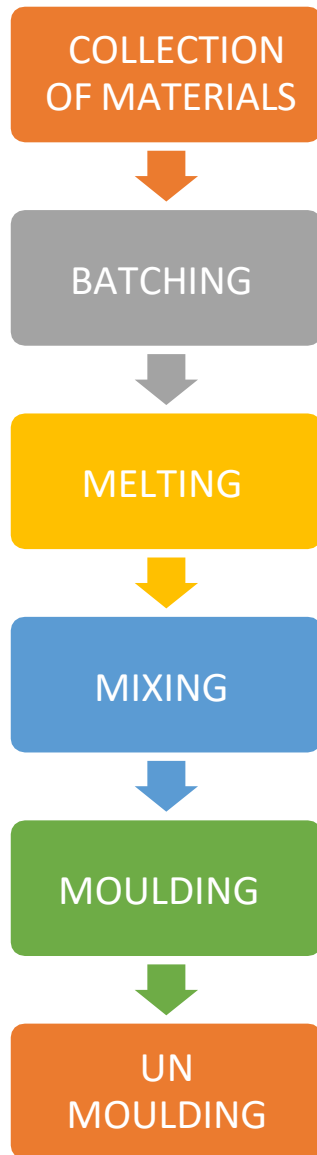 COLLECTION
OF MATERIALS
BATCHING
MELTING
MIXING
MOULDING
UN
MOULDING